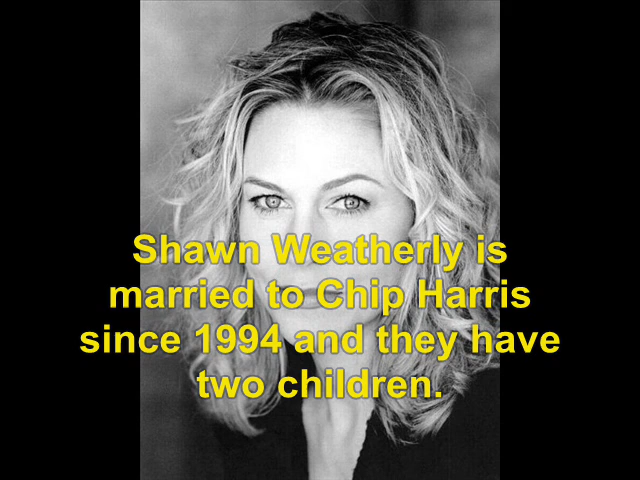 Shawn Weatherly is
married to Chip Harris
since 1994 and they have
two children.